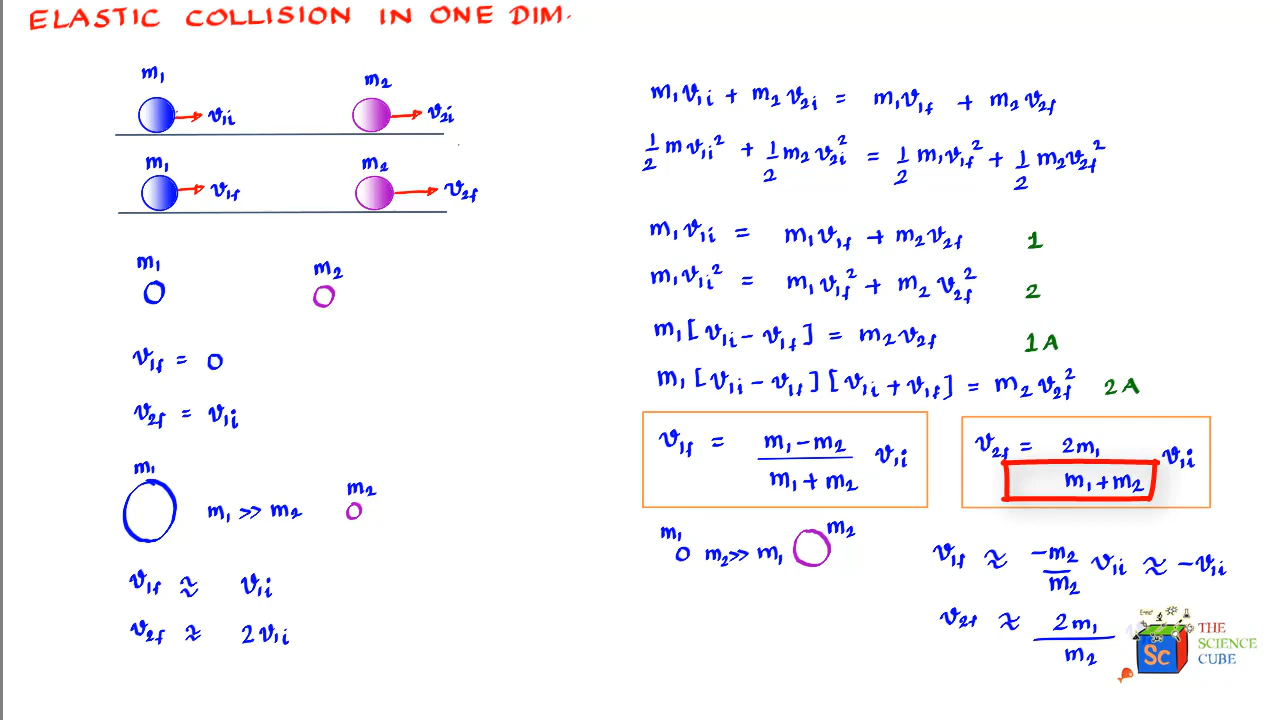 ELASTIC COLLISION IN ONE DIM.
m₁ m₂
v₁ᵢ v₂ᵢ
m₁ m₂
v₁f v₂f
m₁ m₂
v₁f = 0
v₂f = v₁ᵢ
m₁ m₁ >> m₂ m₂
v₁f ≈ v₁ᵢ
v₂f ≈ 2v₁ᵢ
m₁v₁ᵢ + m₂v₂ᵢ = m₁v₁f + m₂v₂f
1/2 m v₁ᵢ² + 1/2 m₂v₂ᵢ² = 1/2 m₁v₁f² + 1/2 m₂v₂f²
m₁v₁ᵢ = m₁v₁f + m₂v₂f 1
m₁v₁ᵢ² = m₁v₁f² + m₂v₂f² 2
m₁[v₁ᵢ - v₁f] = m₂v₂f 1A
m₁[v₁ᵢ - v₁f][v₁ᵢ + v₁f] = m₂v₂f² 2A
v₁f = m₁ - m₂ / m₁ + m₂ v₁ᵢ
v₂f = 2m₁ / m₁ + m₂ v₁ᵢ
m₁ m₂ >> m₁ m₂
v₁f ≈ -m₂ / m₂ v₁ᵢ ≈ -v₁ᵢ
v₂f ≈ 2m₁ / m₂
Sc
THE
SCIENCE
CUBE